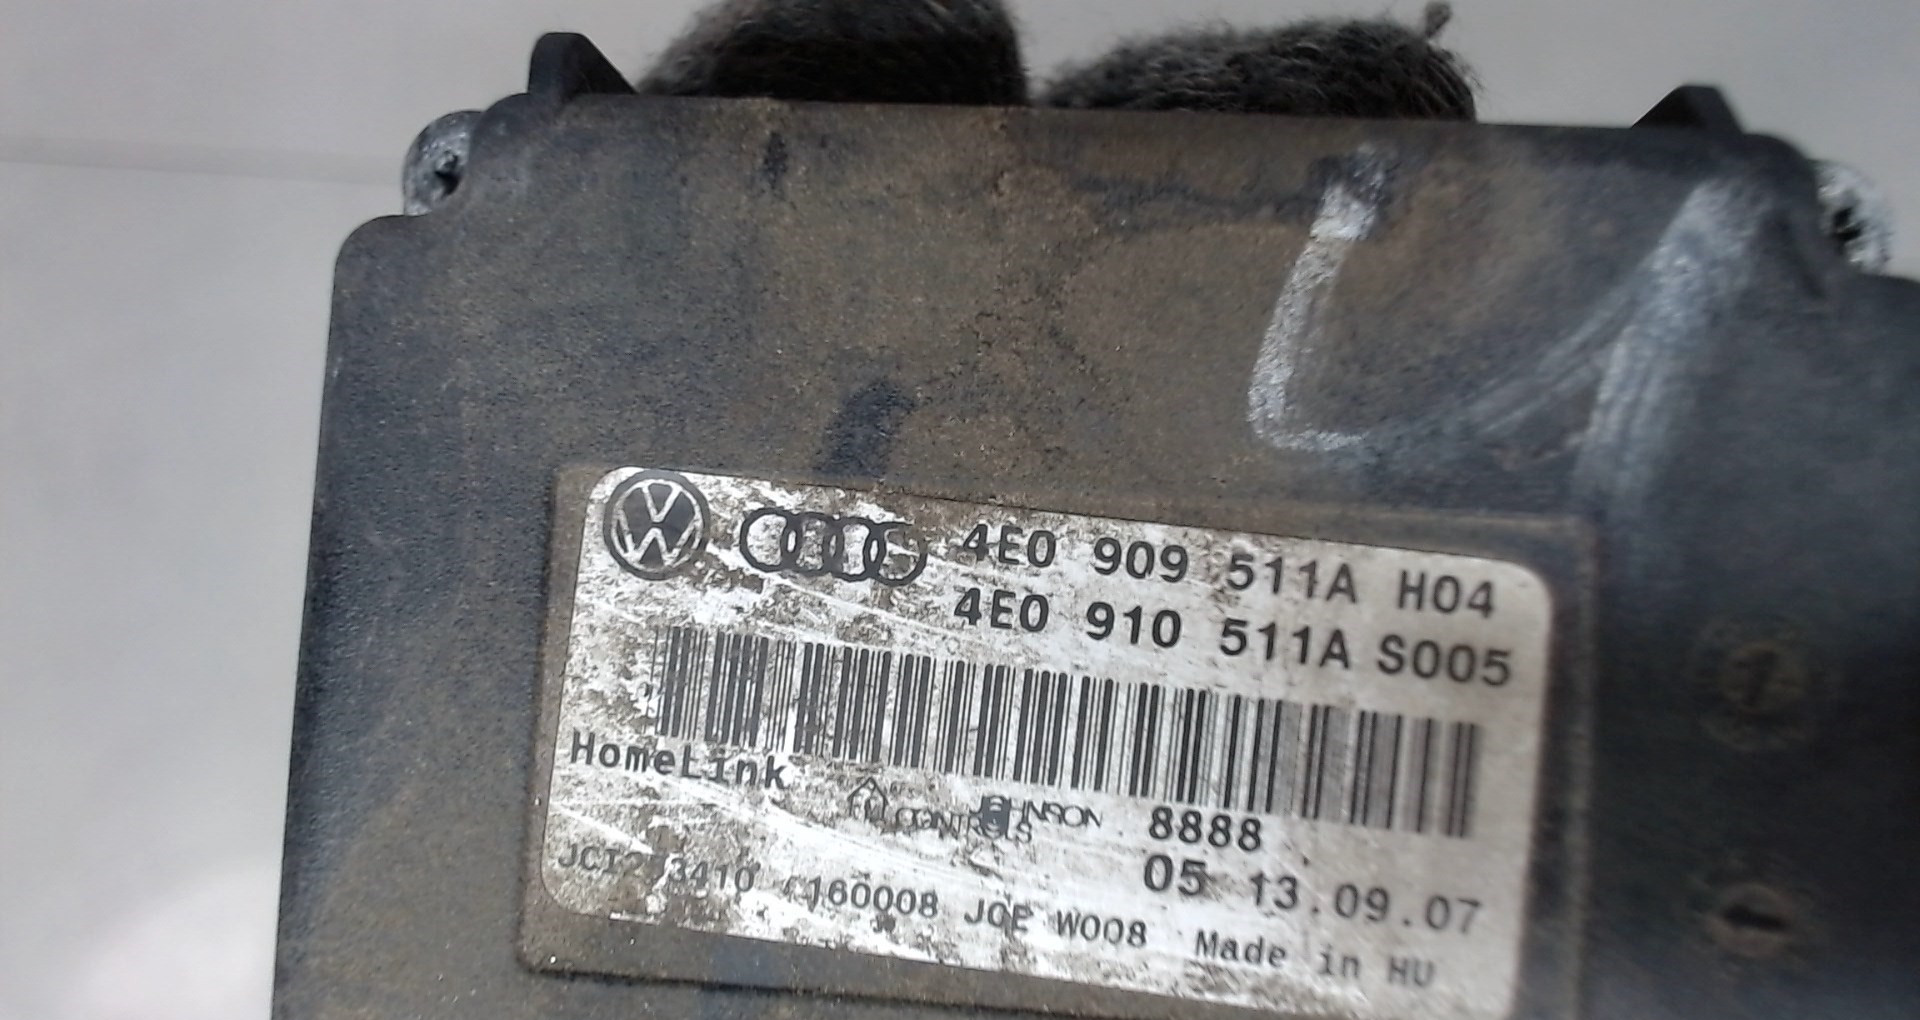 4E0 909 511A H04
4E0 910 511A S005
HomeLink
JOHNSON
CONTROLS
8888
05 13.09.07
160008 JCE W008 Made in HU